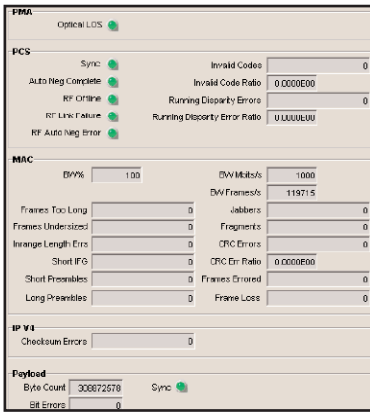 PMA
Optical LOS
PCS
Sync
Invalid Codes 0
Auto Neg Complete
Invalid Code Ratio 0.0000E00
RF Offline
Running Disparity Errors 0
RF Link Failure
Running Disparity Error Ratio 0.0000E00
RF Auto Neg Error
MAC
BW% 100
BW Mbits/s 1000
BW Frames/s 119715
Frames Too Long 0
Jabbers 0
Frames Undersized 0
Fragments 0
Inrange Length Errs 0
CRC Errors 0
Short IFG 0
CRC Err Ratio 0.0000E00
Short Preambles 0
Frames Errored 0
Long Preambles 0
Frame Loss 0
IP V4
Checksum Errors 0
Payload
Byte Count 308872578
Sync
Bit Errors 0